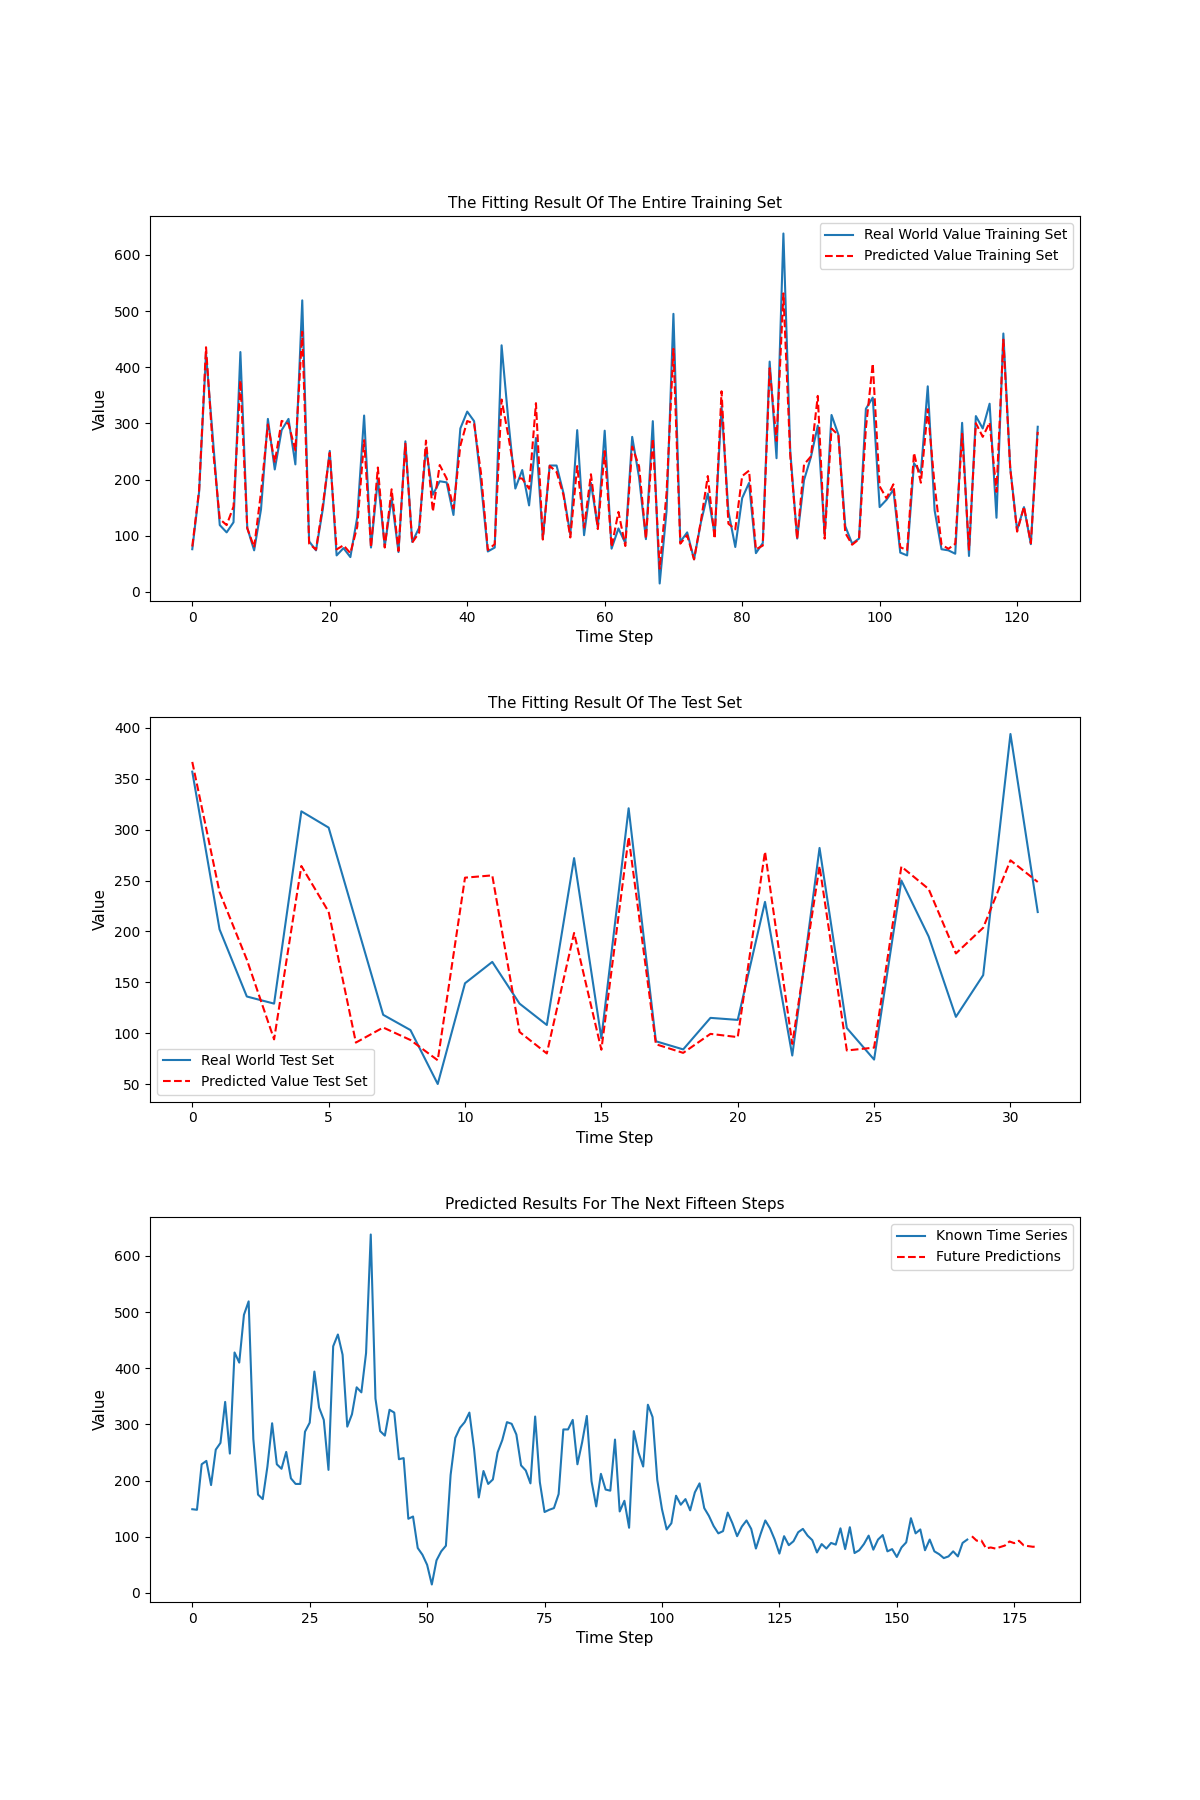 The Fitting Result Of The Entire Training Set
Real World Value Training Set
Predicted Value Training Set
600
500
400
300
200
100
0
Value
0 20 40 60 80 100 120
Time Step
The Fitting Result Of The Test Set
400
350
300
250
200
150
100
50
Value
Real World Test Set
Predicted Value Test Set
0 5 10 15 20 25 30
Time Step
Predicted Results For The Next Fifteen Steps
Known Time Series
Future Predictions
600
500
400
300
200
100
0
Value
0 25 50 75 100 125 150 175
Time Step